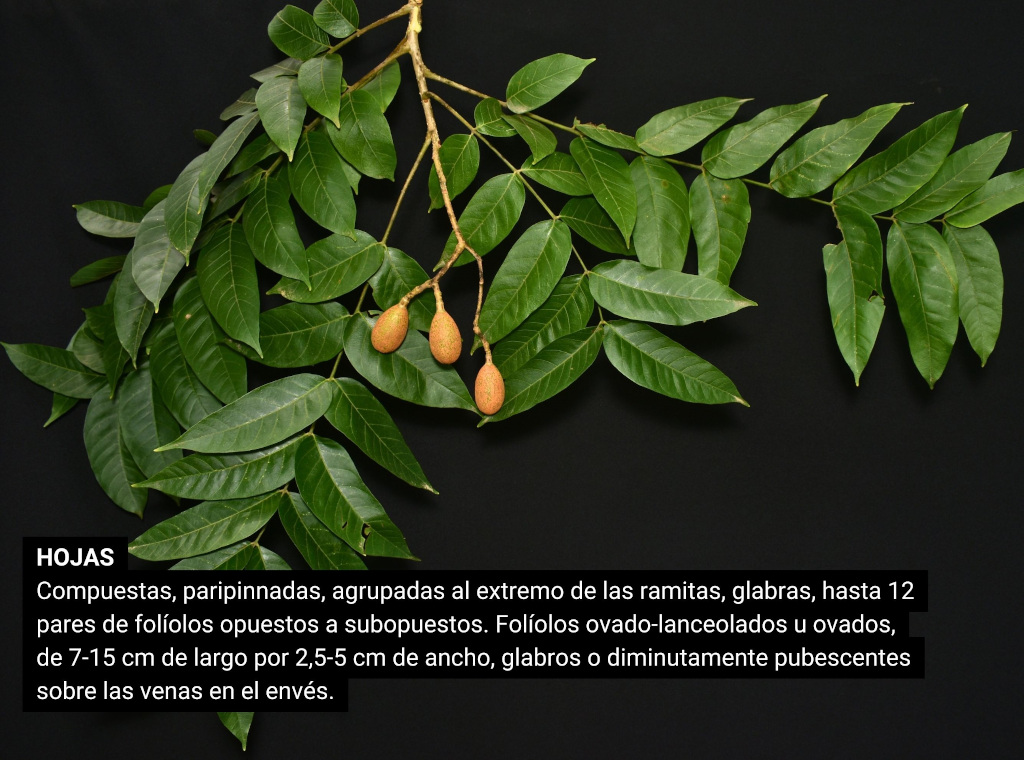 HOJAS
Compuestas, paripinnadas, agrupadas al extremo de las ramitas, glabras, hasta 12
pares de folíolos opuestos a subopuestos. Folíolos ovado-lanceolados u ovados,
de 7-15 cm de largo por 2,5-5 cm de ancho, glabros o diminutamente pubescentes
sobre las venas en el envés.